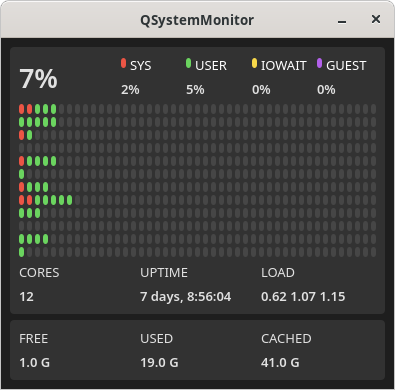 QSystemMonitor
7%
SYS USER IOWAIT GUEST
2% 5% 0% 0%
CORES UPTIME LOAD
12 7 days, 8:56:04 0.62 1.07 1.15
FREE USED CACHED
1.0 G 19.0 G 41.0 G